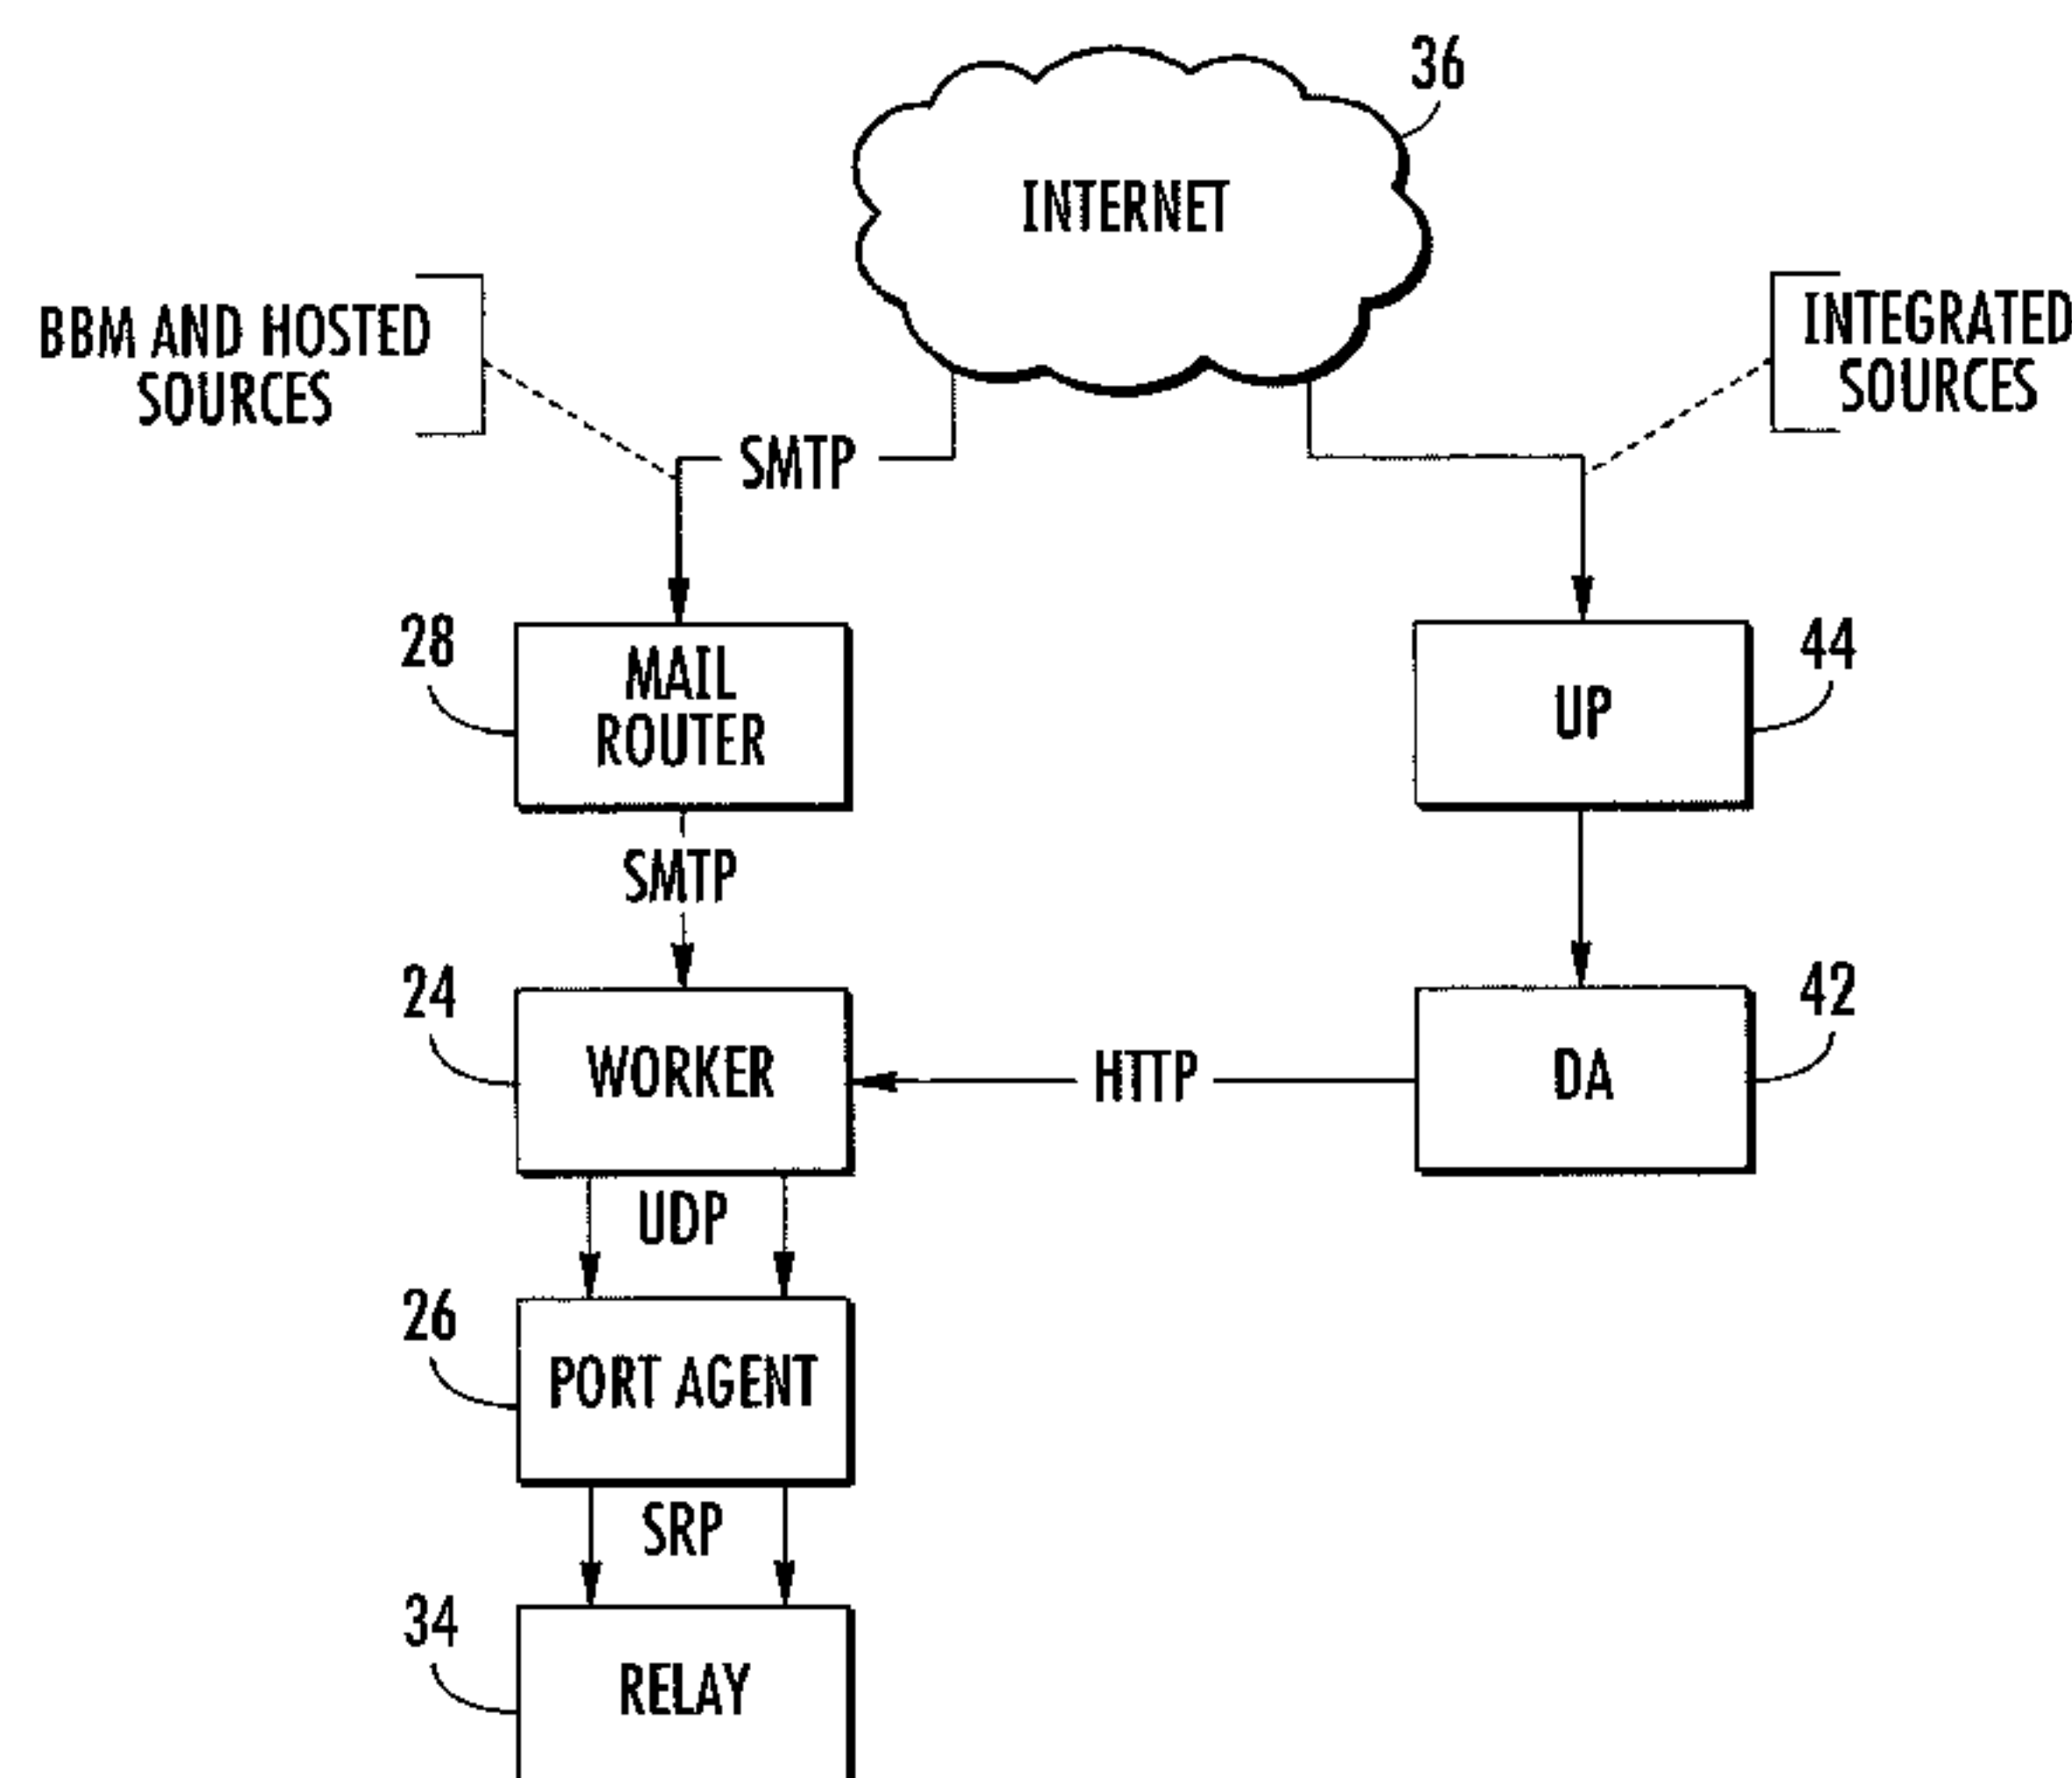 36
INTERNET
BBM AND HOSTED
SOURCES
INTEGRATED
SOURCES
SMTP
28
MAIL
ROUTER
UP
44
SMTP
24
WORKER
HTTP
DA
42
UDP
26
PORT AGENT
SRP
34
RELAY